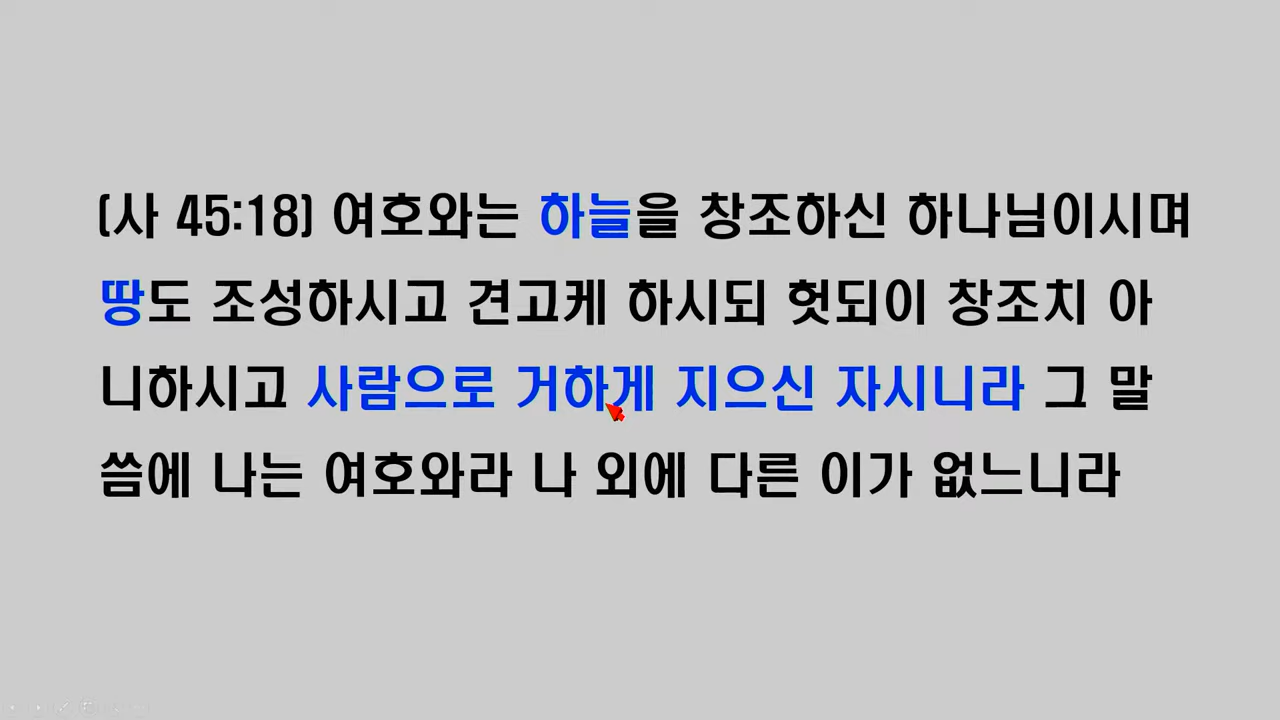 (사 45:18) 여호와는 하늘을 창조하신 하나님이시며
땅도 조성하시고 견고케 하시되 헛되이 창조치 아
니하시고 사람으로 거하게 지으신 자시니라 그 말
씀에 나는 여호와라 나 외에 다른 이가 없느니라